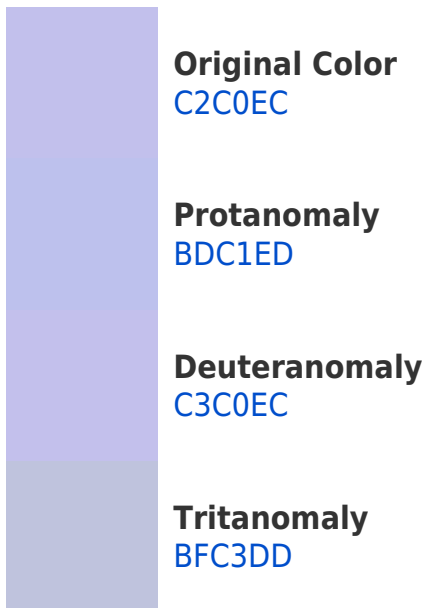 Original Color
C2C0EC
Protanomaly
BDC1ED
Deuteranomaly
C3C0EC
Tritanomaly
BFC3DD